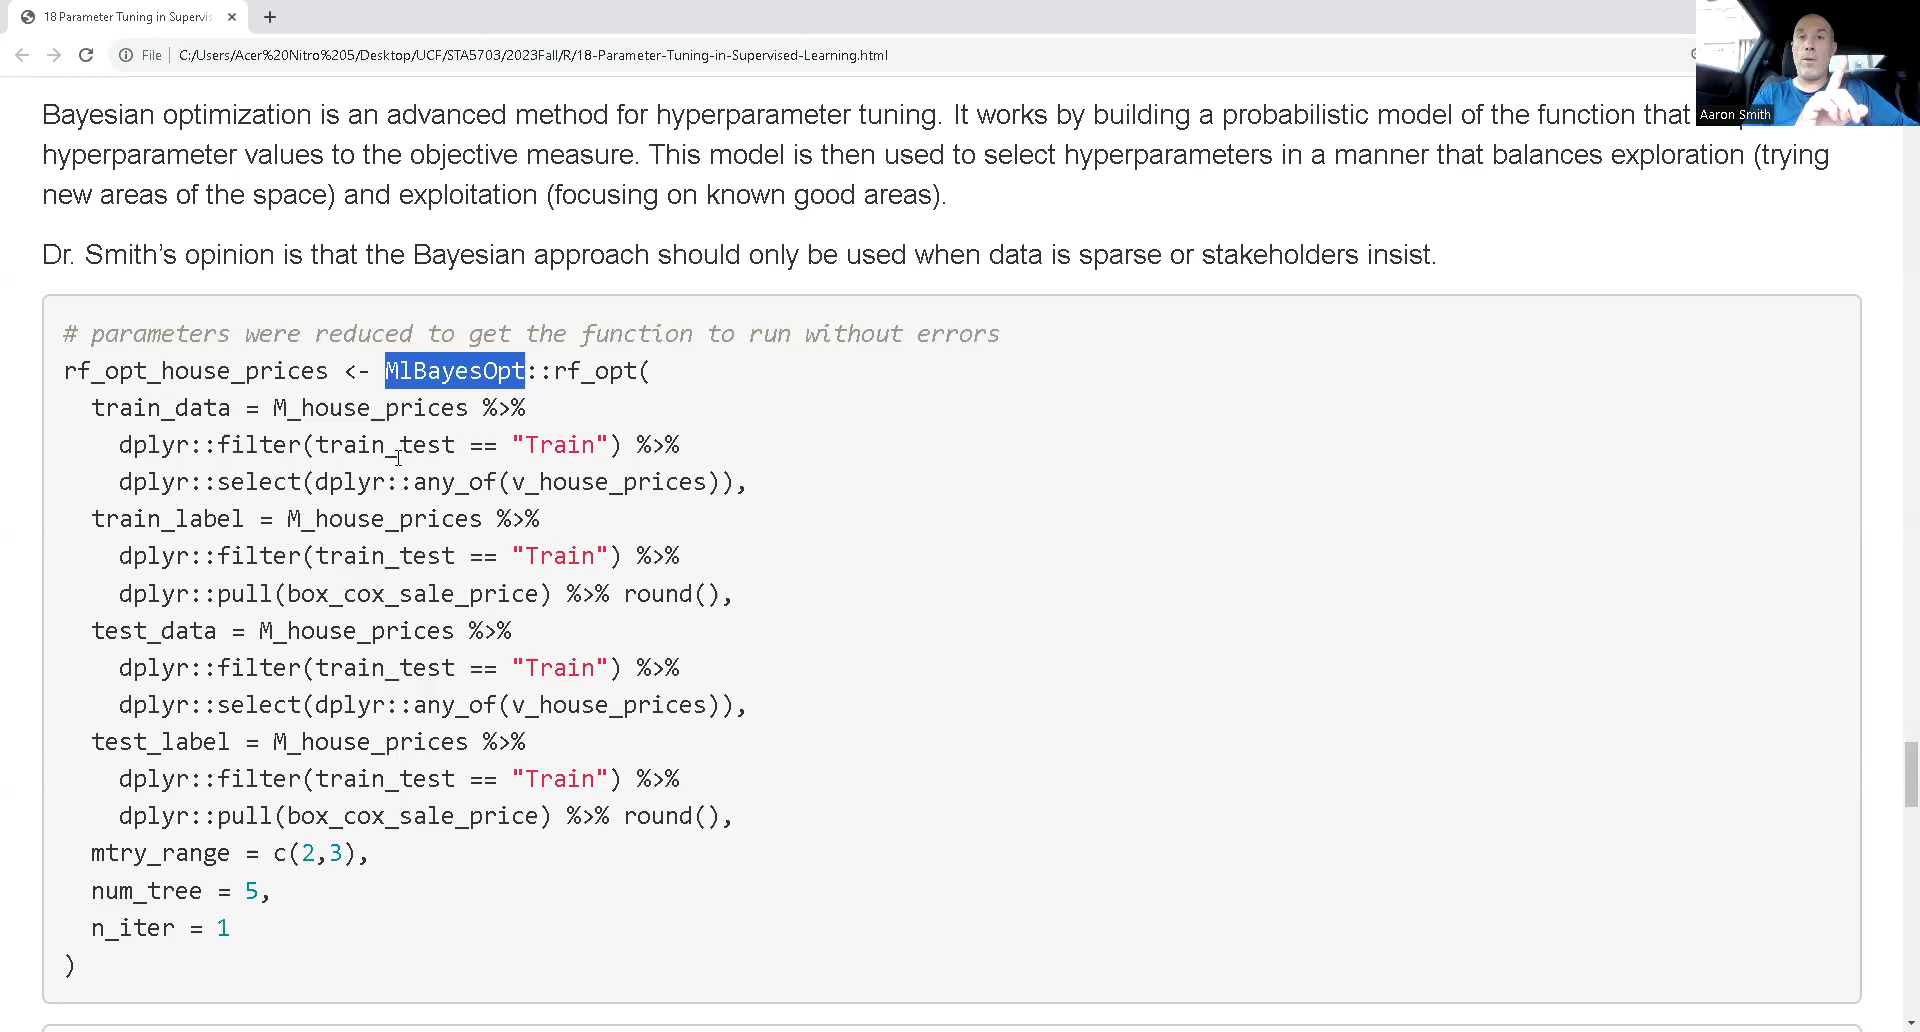 18 Parameter Tuning in Supervis
File C:/Users/Acer%20Nitro%205/Desktop/UCF/STA5703/2023Fall/R/18-Parameter-Tuning-in-Supervised-Learning.html
Aaron Smith
Bayesian optimization is an advanced method for hyperparameter tuning. It works by building a probabilistic model of the function that
hyperparameter values to the objective measure. This model is then used to select hyperparameters in a manner that balances exploration (trying
new areas of the space) and exploitation (focusing on known good areas).
Dr. Smith’s opinion is that the Bayesian approach should only be used when data is sparse or stakeholders insist.
# parameters were reduced to get the function to run without errors
rf_opt_house_prices <- MlBayesOpt::rf_opt(
  train_data = M_house_prices %>%
    dplyr::filter(train_test == "Train") %>%
    dplyr::select(dplyr::any_of(v_house_prices)),
  train_label = M_house_prices %>%
    dplyr::filter(train_test == "Train") %>%
    dplyr::pull(box_cox_sale_price) %>% round(),
  test_data = M_house_prices %>%
    dplyr::filter(train_test == "Train") %>%
    dplyr::select(dplyr::any_of(v_house_prices)),
  test_label = M_house_prices %>%
    dplyr::filter(train_test == "Train") %>%
    dplyr::pull(box_cox_sale_price) %>% round(),
  mtry_range = c(2,3),
  num_tree = 5,
  n_iter = 1
)